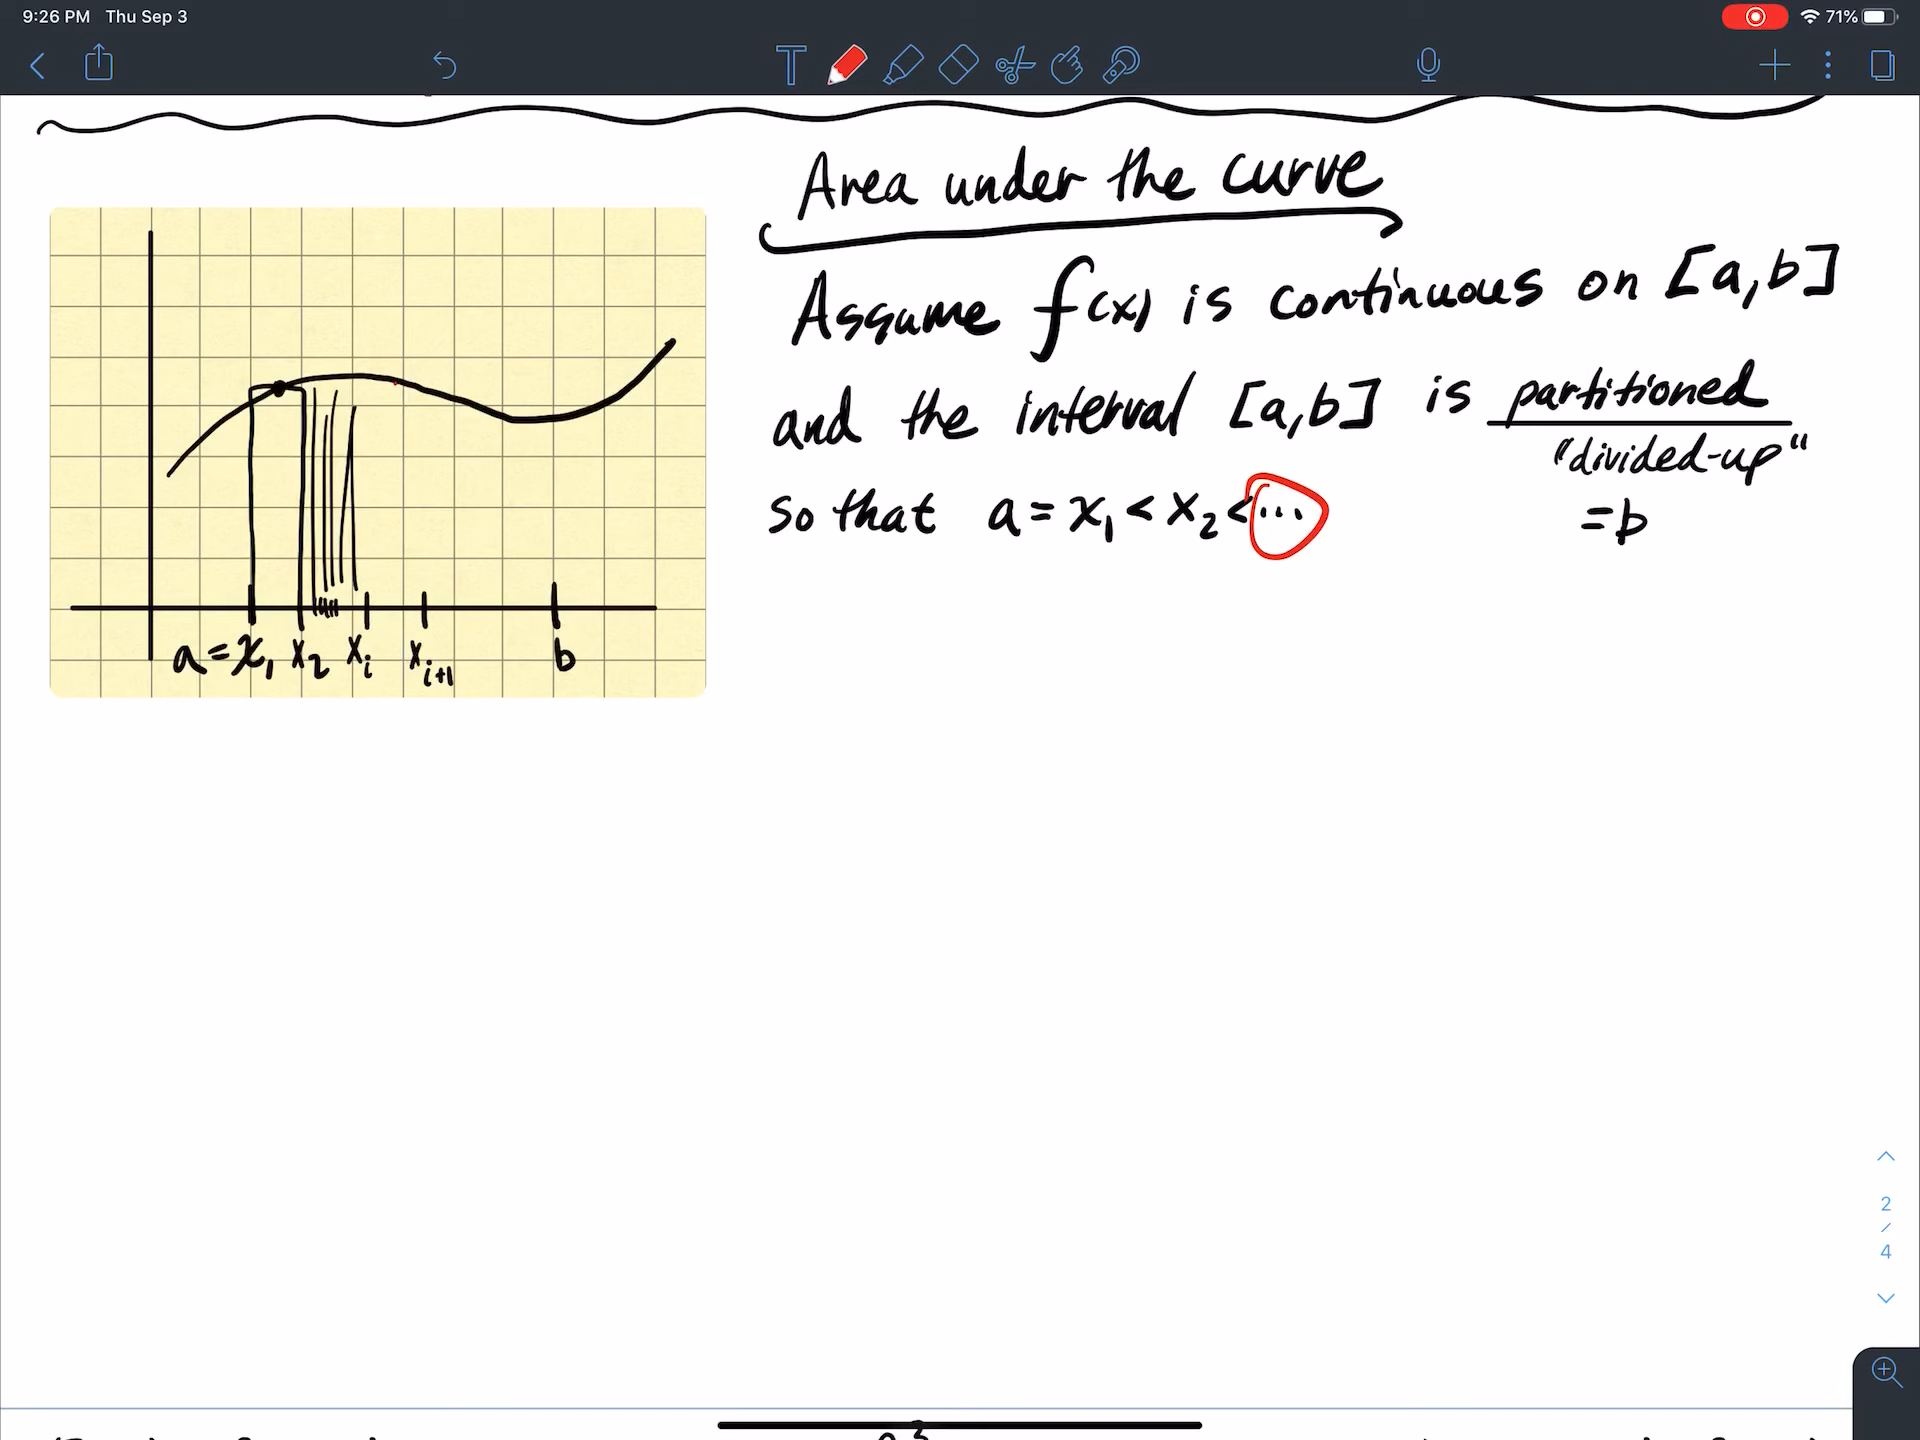 9:26 PM Thu Sep 3
71%
T
Area under the curve
Assume f(x) is continuous on [a,b]
and the interval [a,b] is partitioned
"divided-up"
so that a = x₁ < x₂ < ... = b
a = x₁ x₂ xᵢ xᵢ₊₁ b
2
/
4